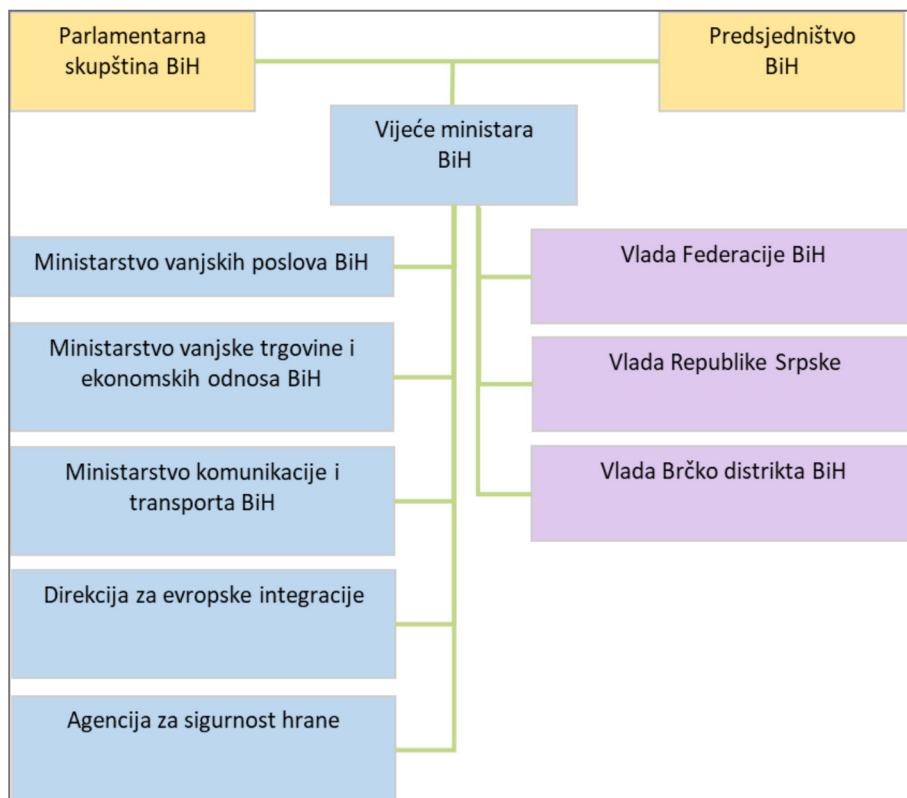 Parlamentarna
skupština BiH
Predsjedništvo
BiH
Vijeće ministara
BiH
Ministarstvo vanjskih poslova BiH
Ministarstvo vanjske trgovine i
ekonomskih odnosa BiH
Ministarstvo komunikacije i
transporta BiH
Direkcija za evropske integracije
Agencija za sigurnost hrane
Vlada Federacije BiH
Vlada Republike Srpske
Vlada Brčko distrikta BiH